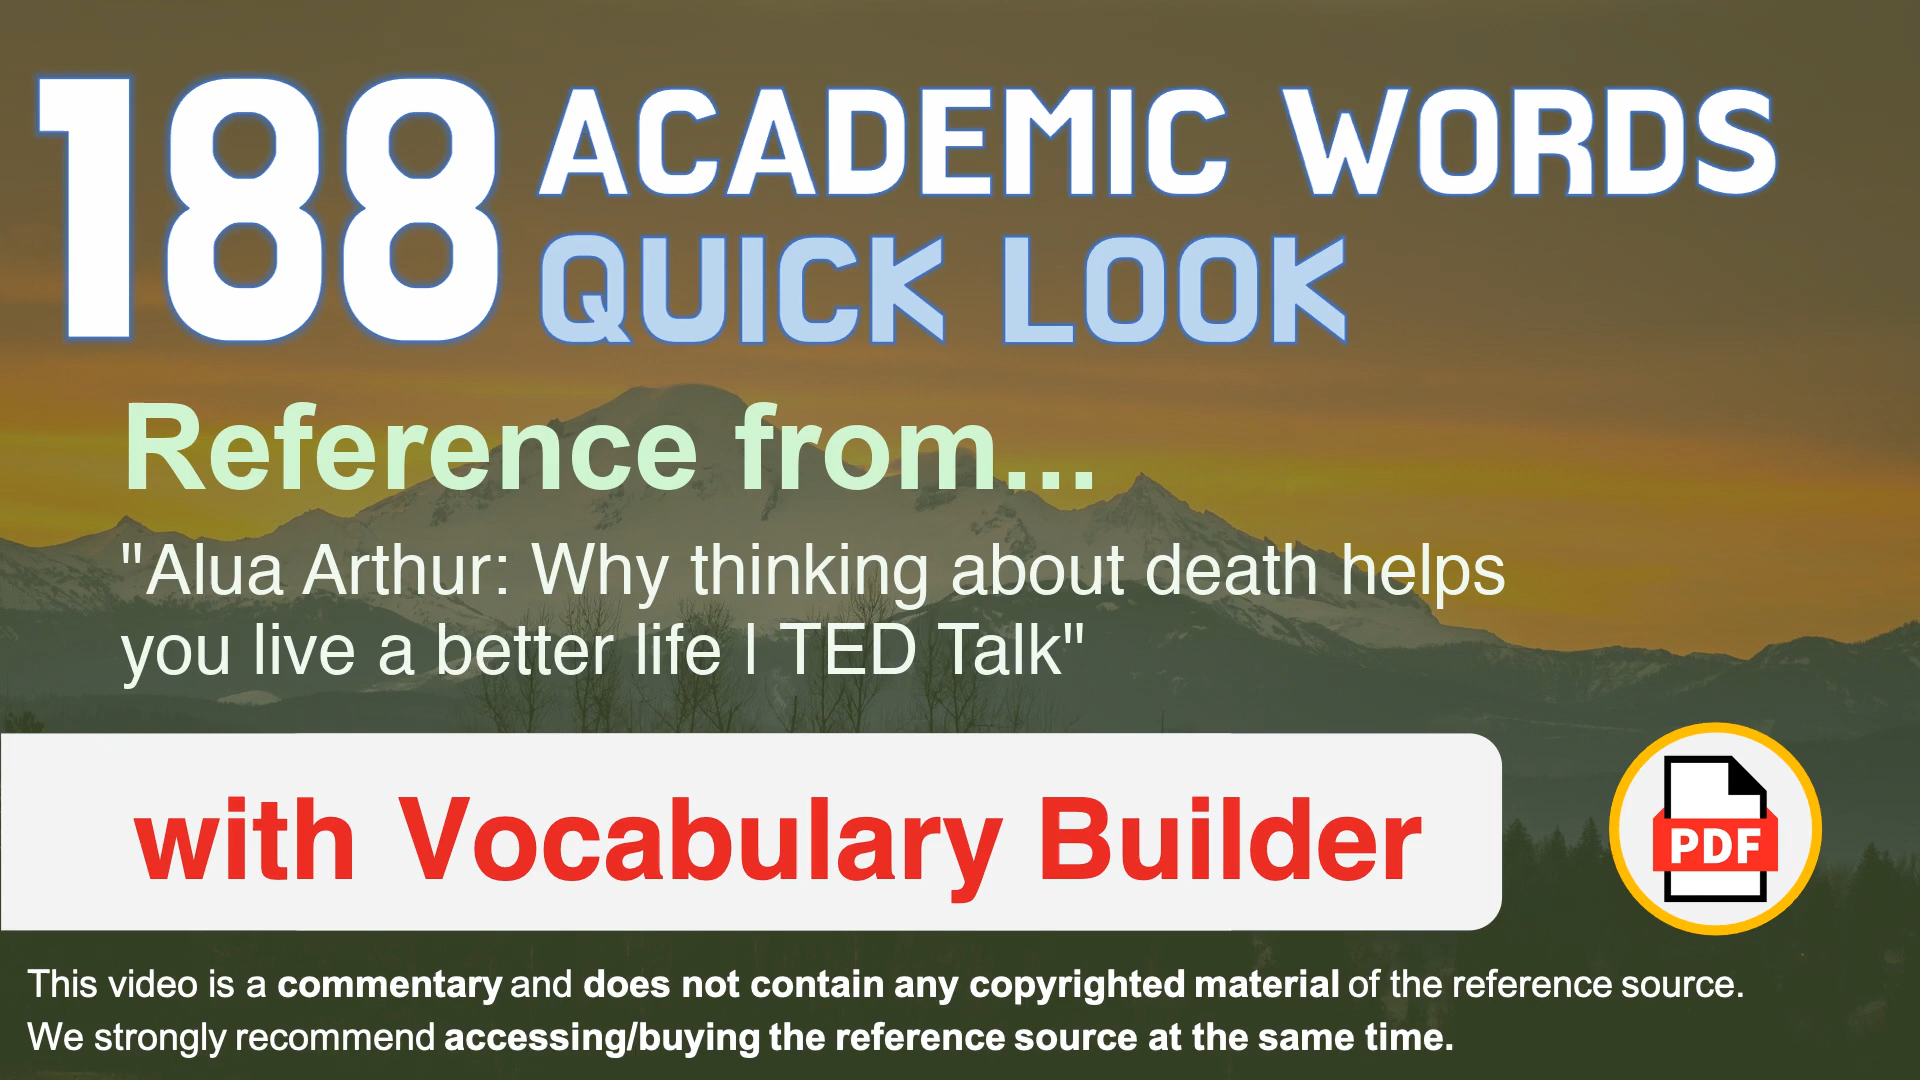 188 ACADEMIC WORDS
QUICK LOOK
Reference from...
"Alua Arthur: Why thinking about death helps
you live a better life | TED Talk"
with Vocabulary Builder
PDF
This video is a commentary and does not contain any copyrighted material of the reference source.
We strongly recommend accessing/buying the reference source at the same time.